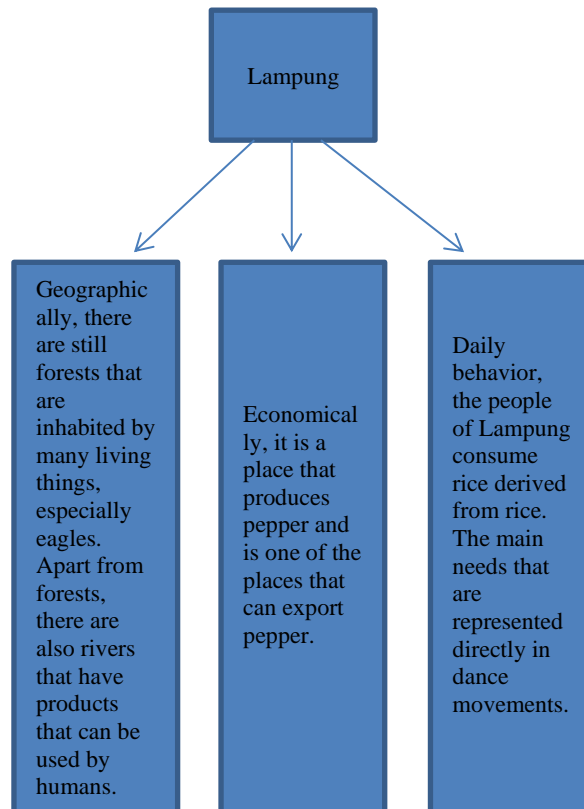 Lampung
Geographic
ally, there
are still
forests that
are
inhabited by
many living
things,
especially
eagles.
Apart from
forests,
there are
also rivers
that have
products
that can be
used by
humans.
Economical
ly, it is a
place that
produces
pepper and
is one of the
places that
can export
pepper.
Daily
behavior,
the people
of Lampung
consume
rice derived
from rice.
The main
needs that
are
represented
directly in
dance
movements.